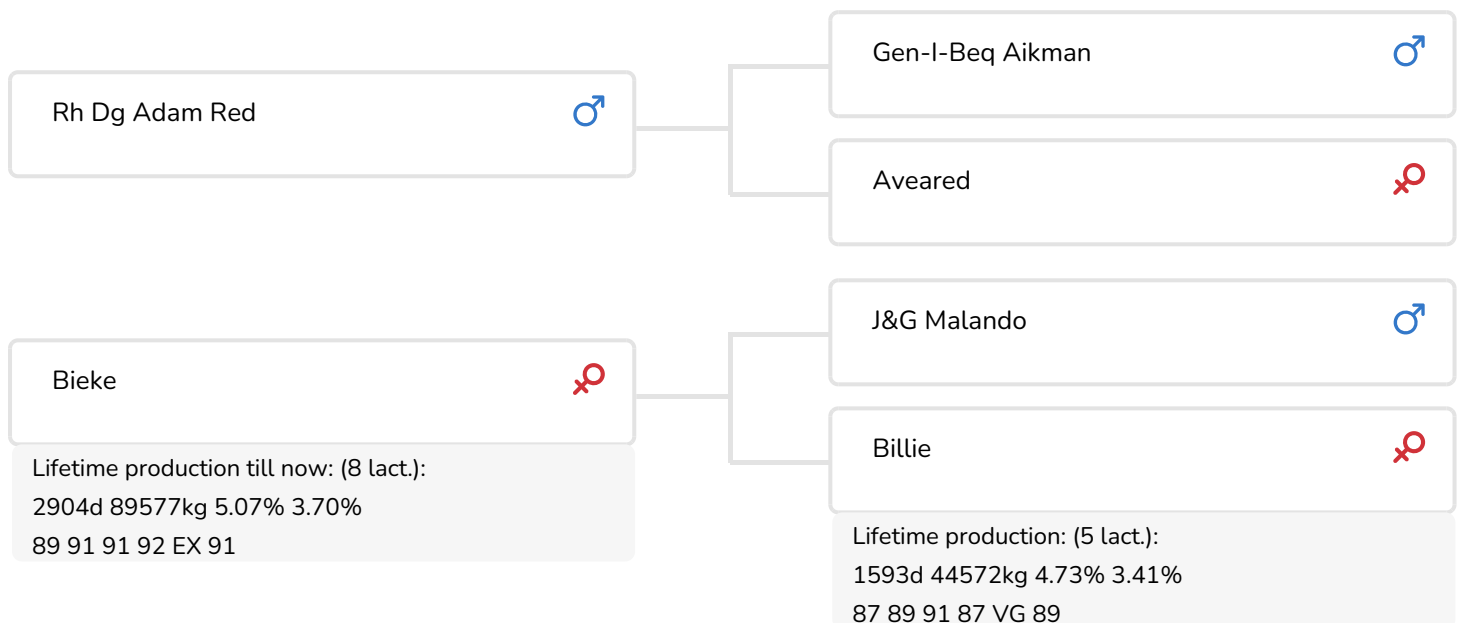 Gen-I-Beq Aikman
Rh Dg Adam Red
Aveared
J&G Malando
Bieke
Lifetime production till now: (8 lact.):
2904d 89577kg 5.07% 3.70%
89 91 91 92 EX 91
Billie
Lifetime production: (5 lact.):
1593d 44572kg 4.73% 3.41%
87 89 91 87 VG 89